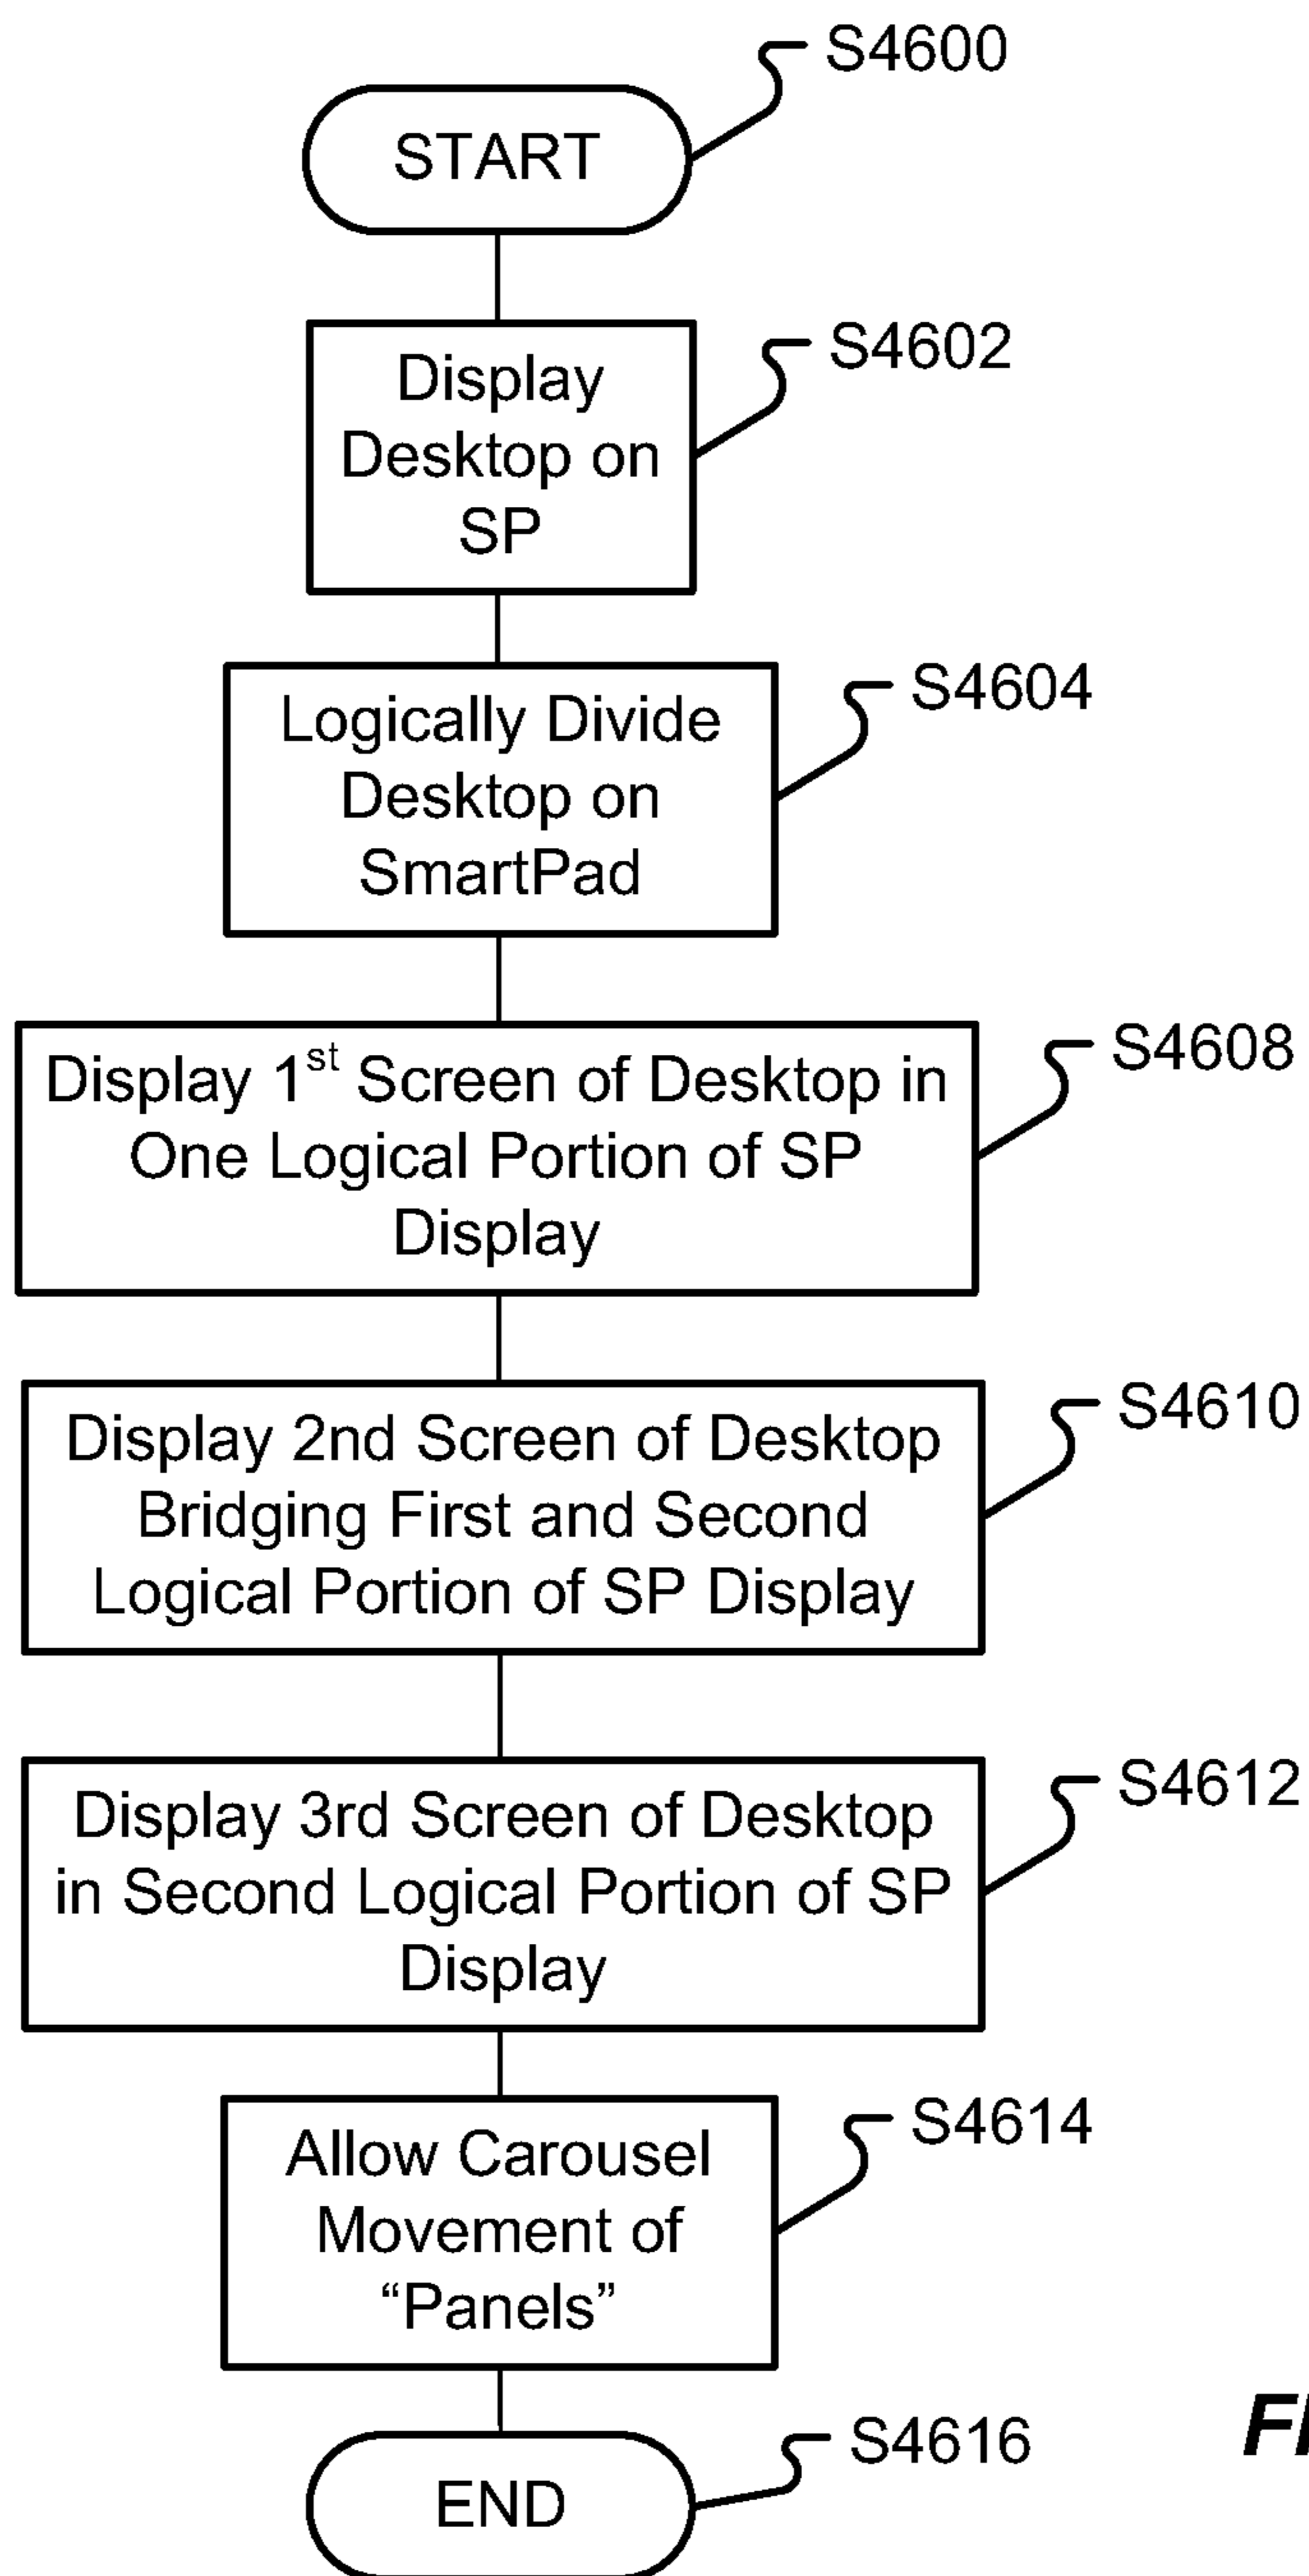 S4600
START
S4602
Display
Desktop on
SP
S4604
Logically Divide
Desktop on
SmartPad
S4608
Display 1st Screen of Desktop in
One Logical Portion of SP
Display
S4610
Display 2nd Screen of Desktop
Bridging First and Second
Logical Portion of SP Display
S4612
Display 3rd Screen of Desktop
in Second Logical Portion of SP
Display
S4614
Allow Carousel
Movement of
“Panels”
S4616
END